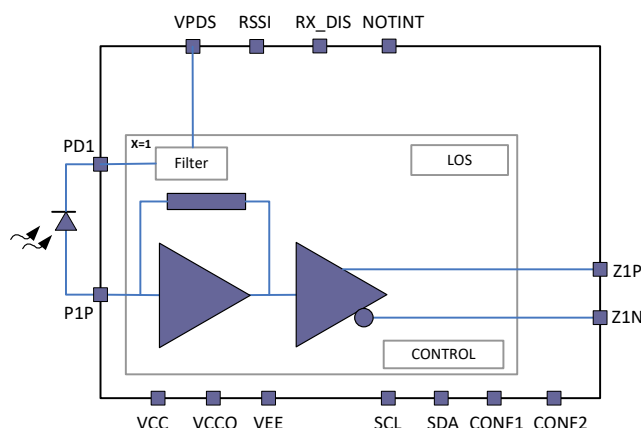 VPDS RSSI RX_DIS NOTINT
PD1
X=1
Filter
LOS
Z1P
P1P
Z1N
CONTROL
VCC VCCO VEE SCL SDA CONF1 CONF2